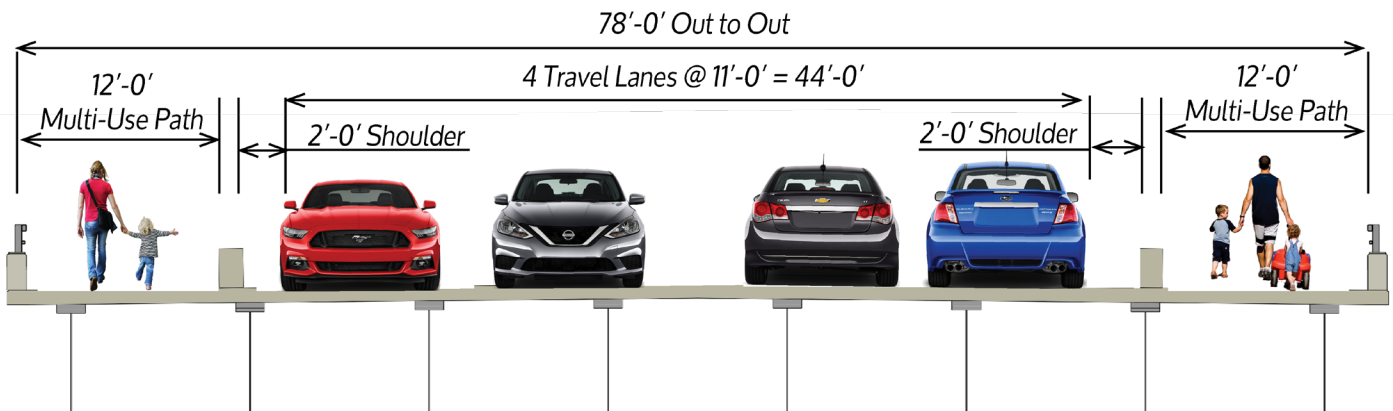 78'-0' Out to Out
12'-0'
Multi-Use Path
4 Travel Lanes @ 11'-0' = 44'-0'
12'-0'
Multi-Use Path
2'-0' Shoulder
2'-0' Shoulder